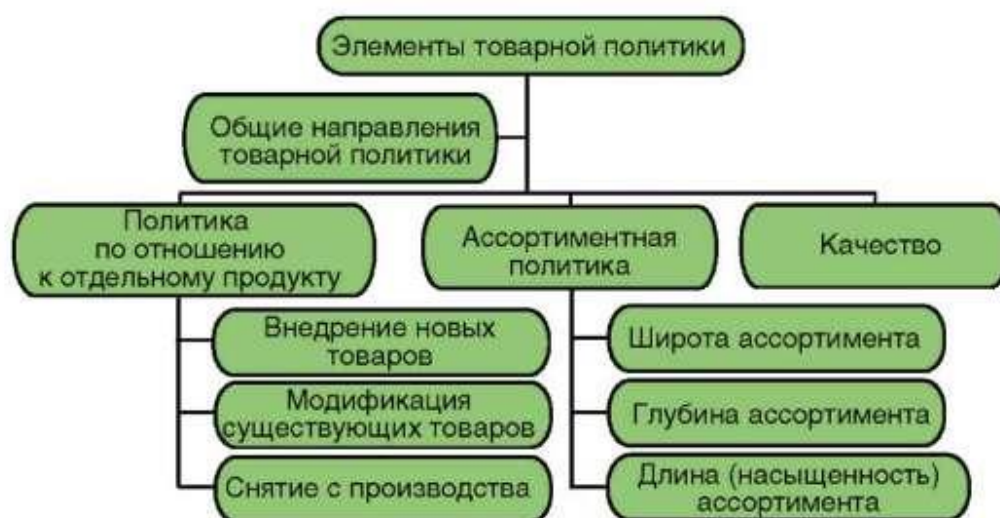 Элементы товарной политики
Общие направления
товарной политики
Политика
по отношению
к отдельному продукту
Внедрение новых
товаров
Модификация
существующих товаров
Снятие с производства
Ассортиментная
политика
Широта ассортимента
Глубина ассортимента
Длина (насыщенность)
ассортимента
Качество